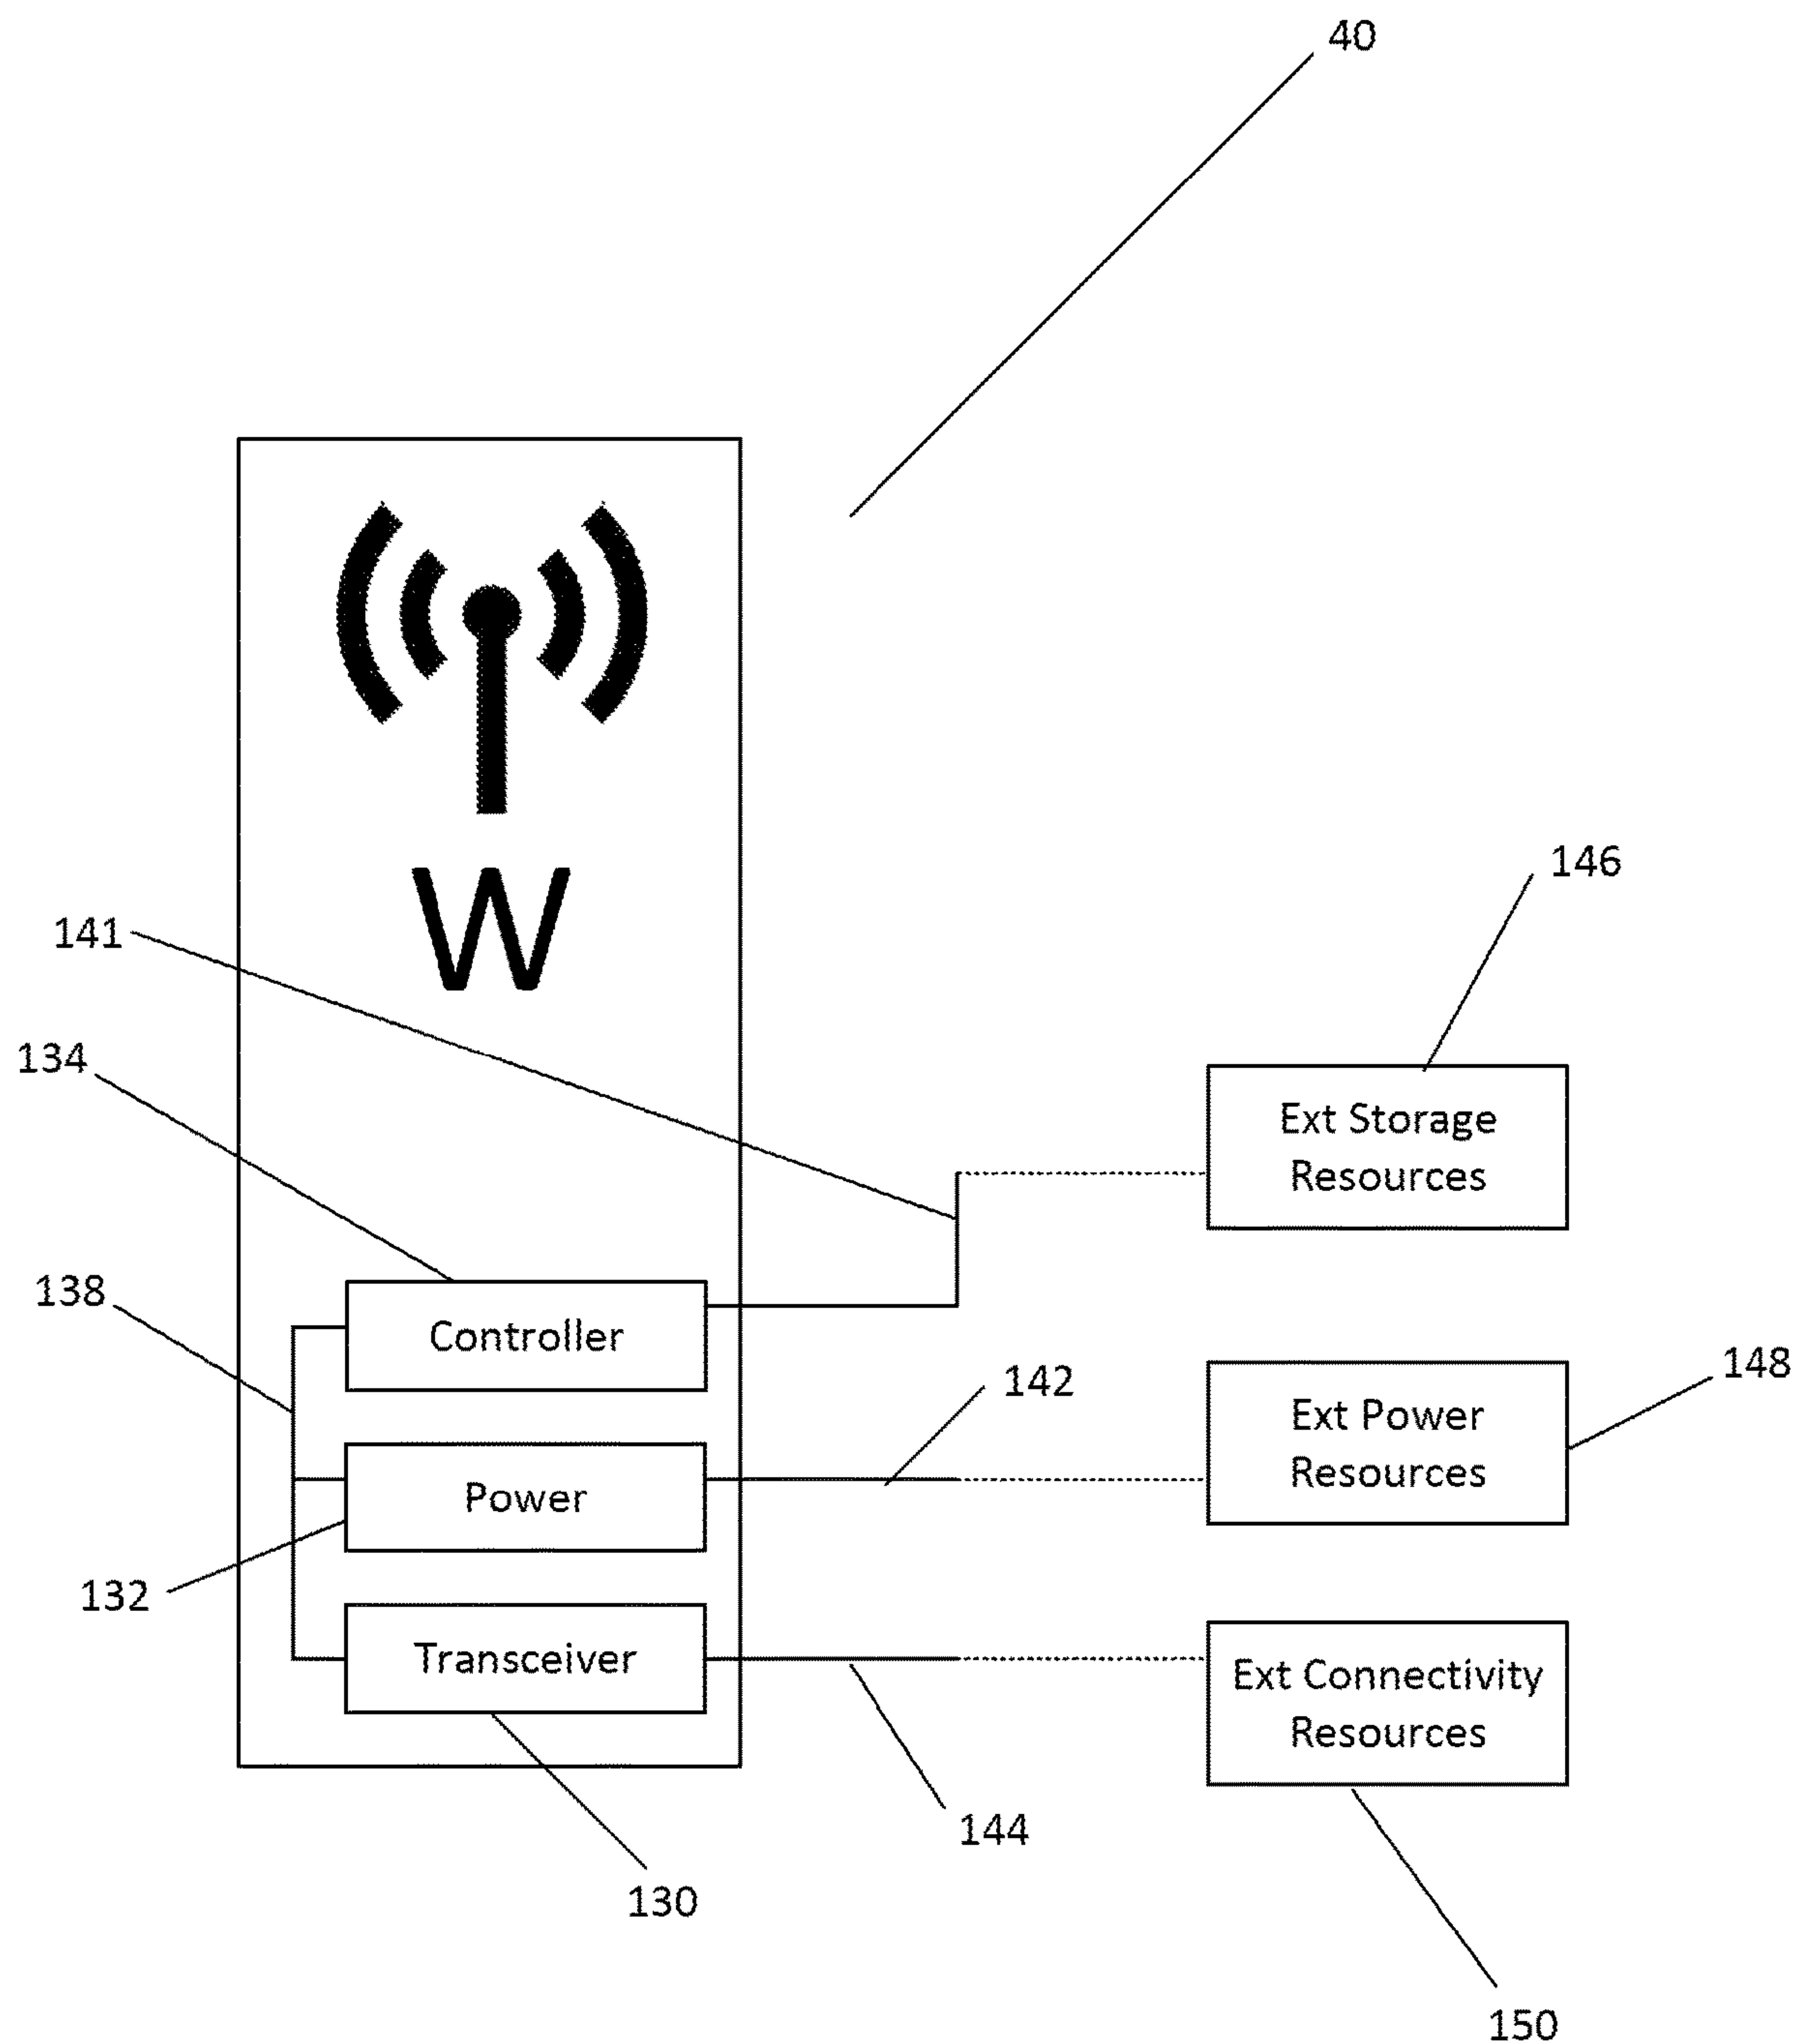 40
W
146
141
134
Ext Storage
Resources
138
Controller
142
148
Ext Power
Resources
Power
132
Transceiver
Ext Connectivity
Resources
144
130
150